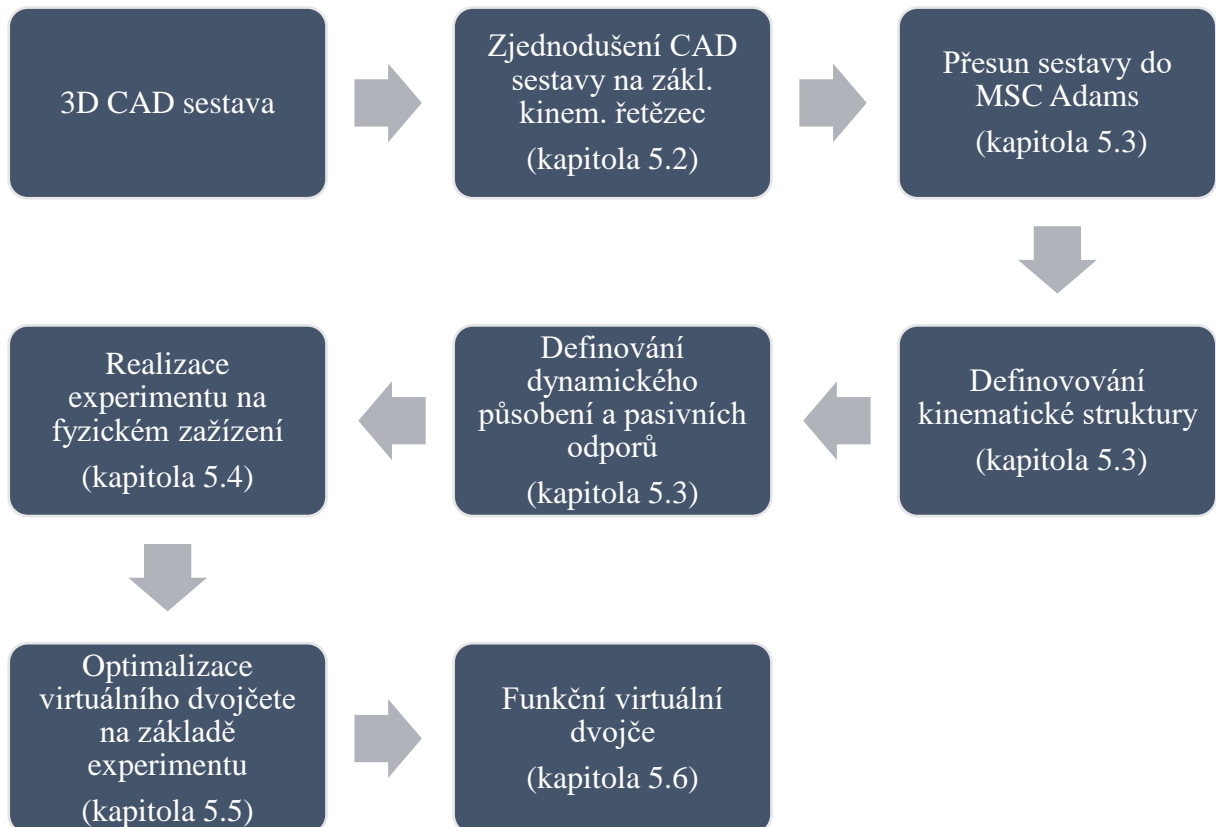 3D CAD sestava
Zjednodušení CAD
sestavy na zákl.
kinem. řetězec
(kapitola 5.2)
Přesun sestavy do
MSC Adams
(kapitola 5.3)
Definovování
kinematické struktury
(kapitola 5.3)
Definování
dynamického
působení a pasivních
odporů
(kapitola 5.3)
Realizace
experimentu na
fyzickém zažízení
(kapitola 5.4)
Optimalizace
virtuálního dvojčete
na základě
experimentu
(kapitola 5.5)
Funkční virtuální
dvojče
(kapitola 5.6)